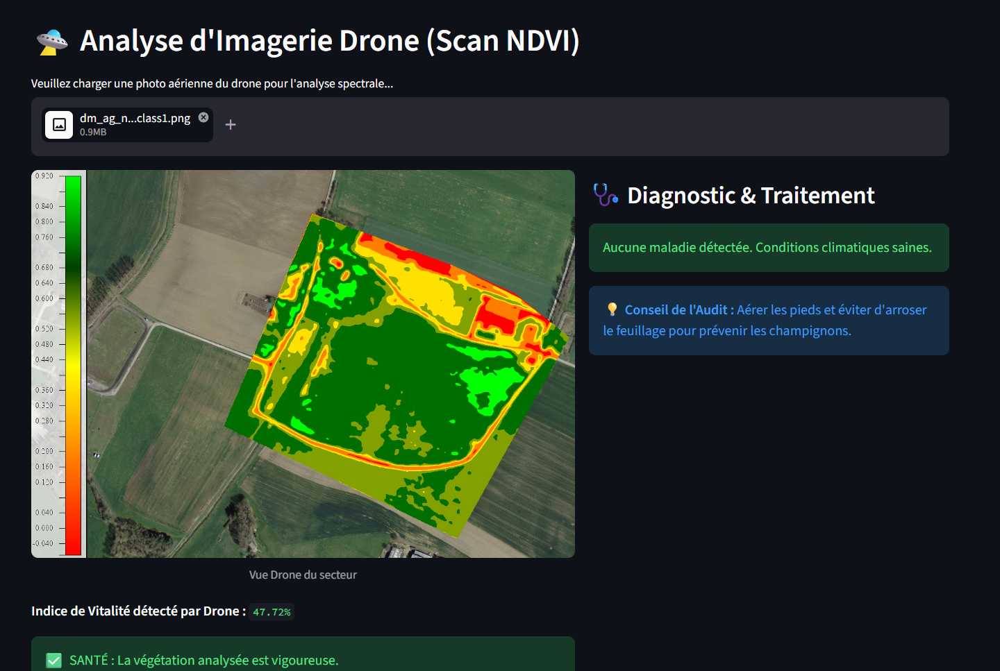 Analyse d'Imagerie Drone (Scan NDVI)
Veuillez charger une photo aérienne du drone pour l'analyse spectrale...
dm_ag_n...class1.png
0.9MB
0.920
0.840
0.800
0.760
0.680
0.640
0.600
0.520
0.480
0.440
0.360
0.320
0.280
0.200
0.160
0.120
0.040
0.000
-0.040
Vue Drone du secteur
Indice de Vitalité détecté par Drone : 47.72%
SANTÉ : La végétation analysée est vigoureuse.
Diagnostic & Traitement
Aucune maladie détectée. Conditions climatiques saines.
Conseil de l'Audit : Aérer les pieds et éviter d'arroser
le feuillage pour prévenir les champignons.